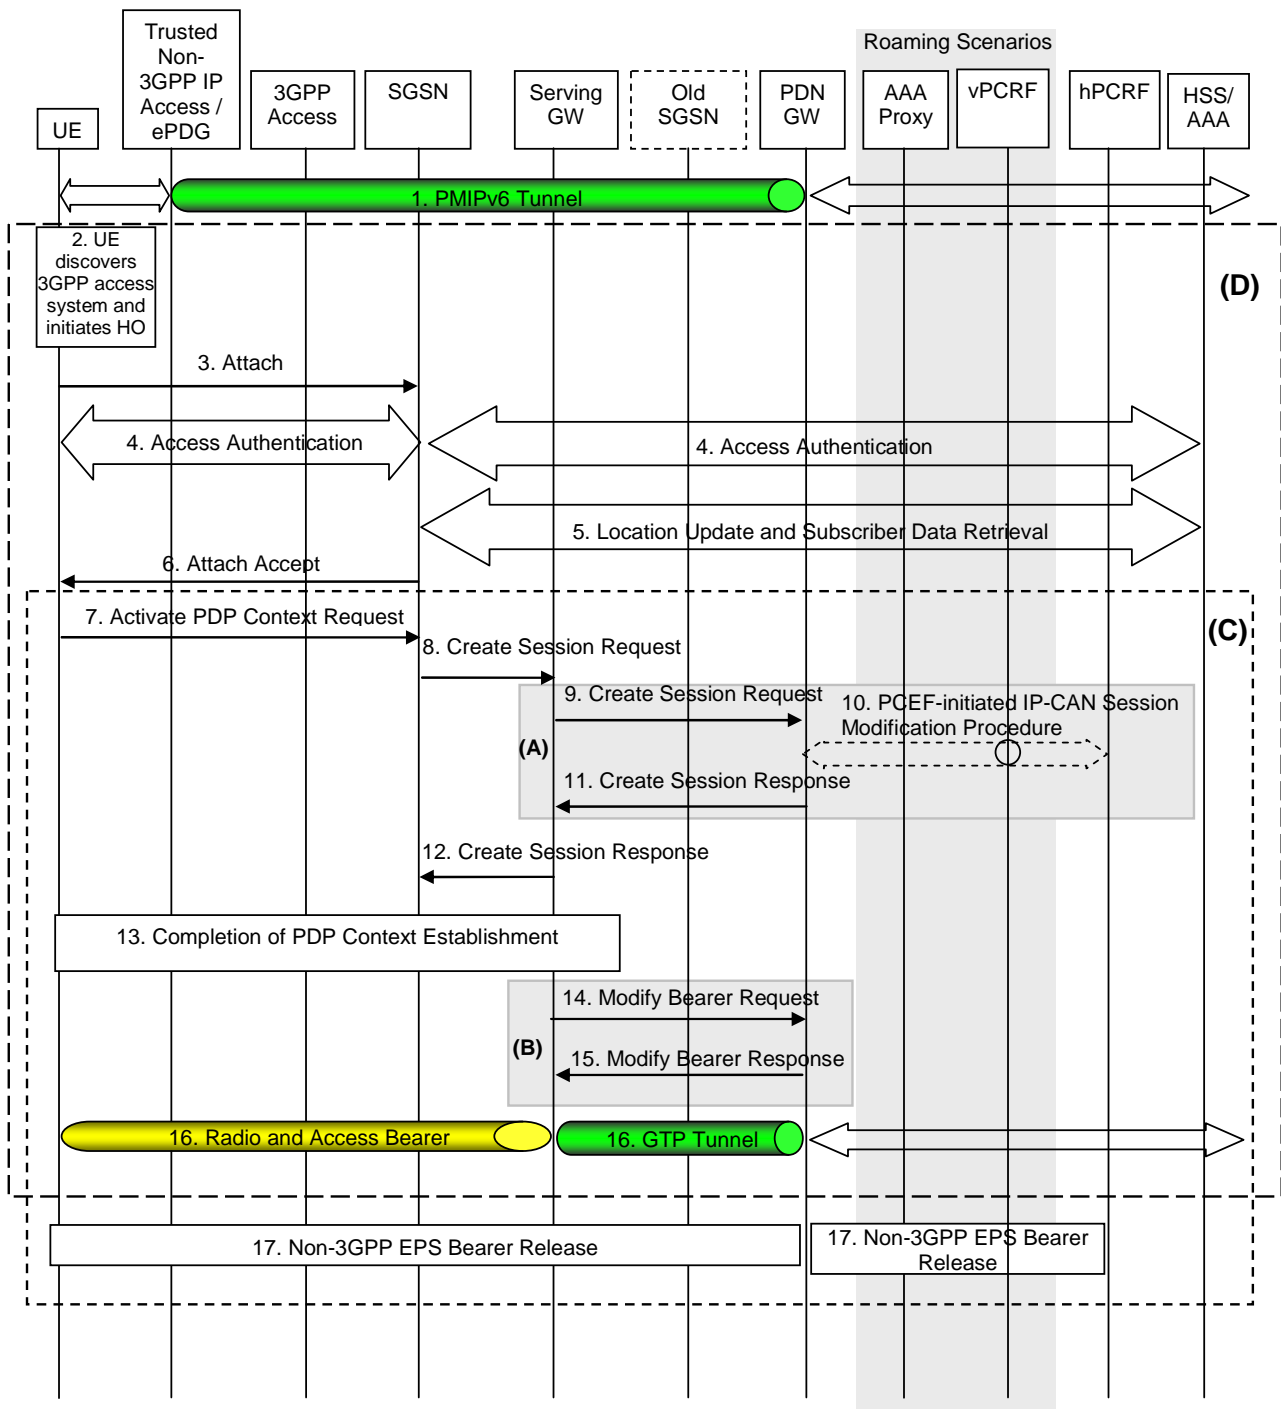 Roaming Scenarios
UE
Trusted
Non-
3GPP IP
Access /
ePDG
3GPP
Access
SGSN
Serving
GW
Old
SGSN
PDN
GW
AAA
Proxy
vPCRF
hPCRF
HSS/
AAA
1. PMIPv6 Tunnel
2. UE
discovers
3GPP access
system and
initiates HO
(D)
3. Attach
4. Access Authentication
4. Access Authentication
5. Location Update and Subscriber Data Retrieval
6. Attach Accept
7. Activate PDP Context Request
(C)
8. Create Session Request
9. Create Session Request
10. PCEF-initiated IP-CAN Session
Modification Procedure
(A)
11. Create Session Response
12. Create Session Response
13. Completion of PDP Context Establishment
14. Modify Bearer Request
(B)
15. Modify Bearer Response
16. Radio and Access Bearer
16. GTP Tunnel
17. Non-3GPP EPS Bearer Release
17. Non-3GPP EPS Bearer
Release